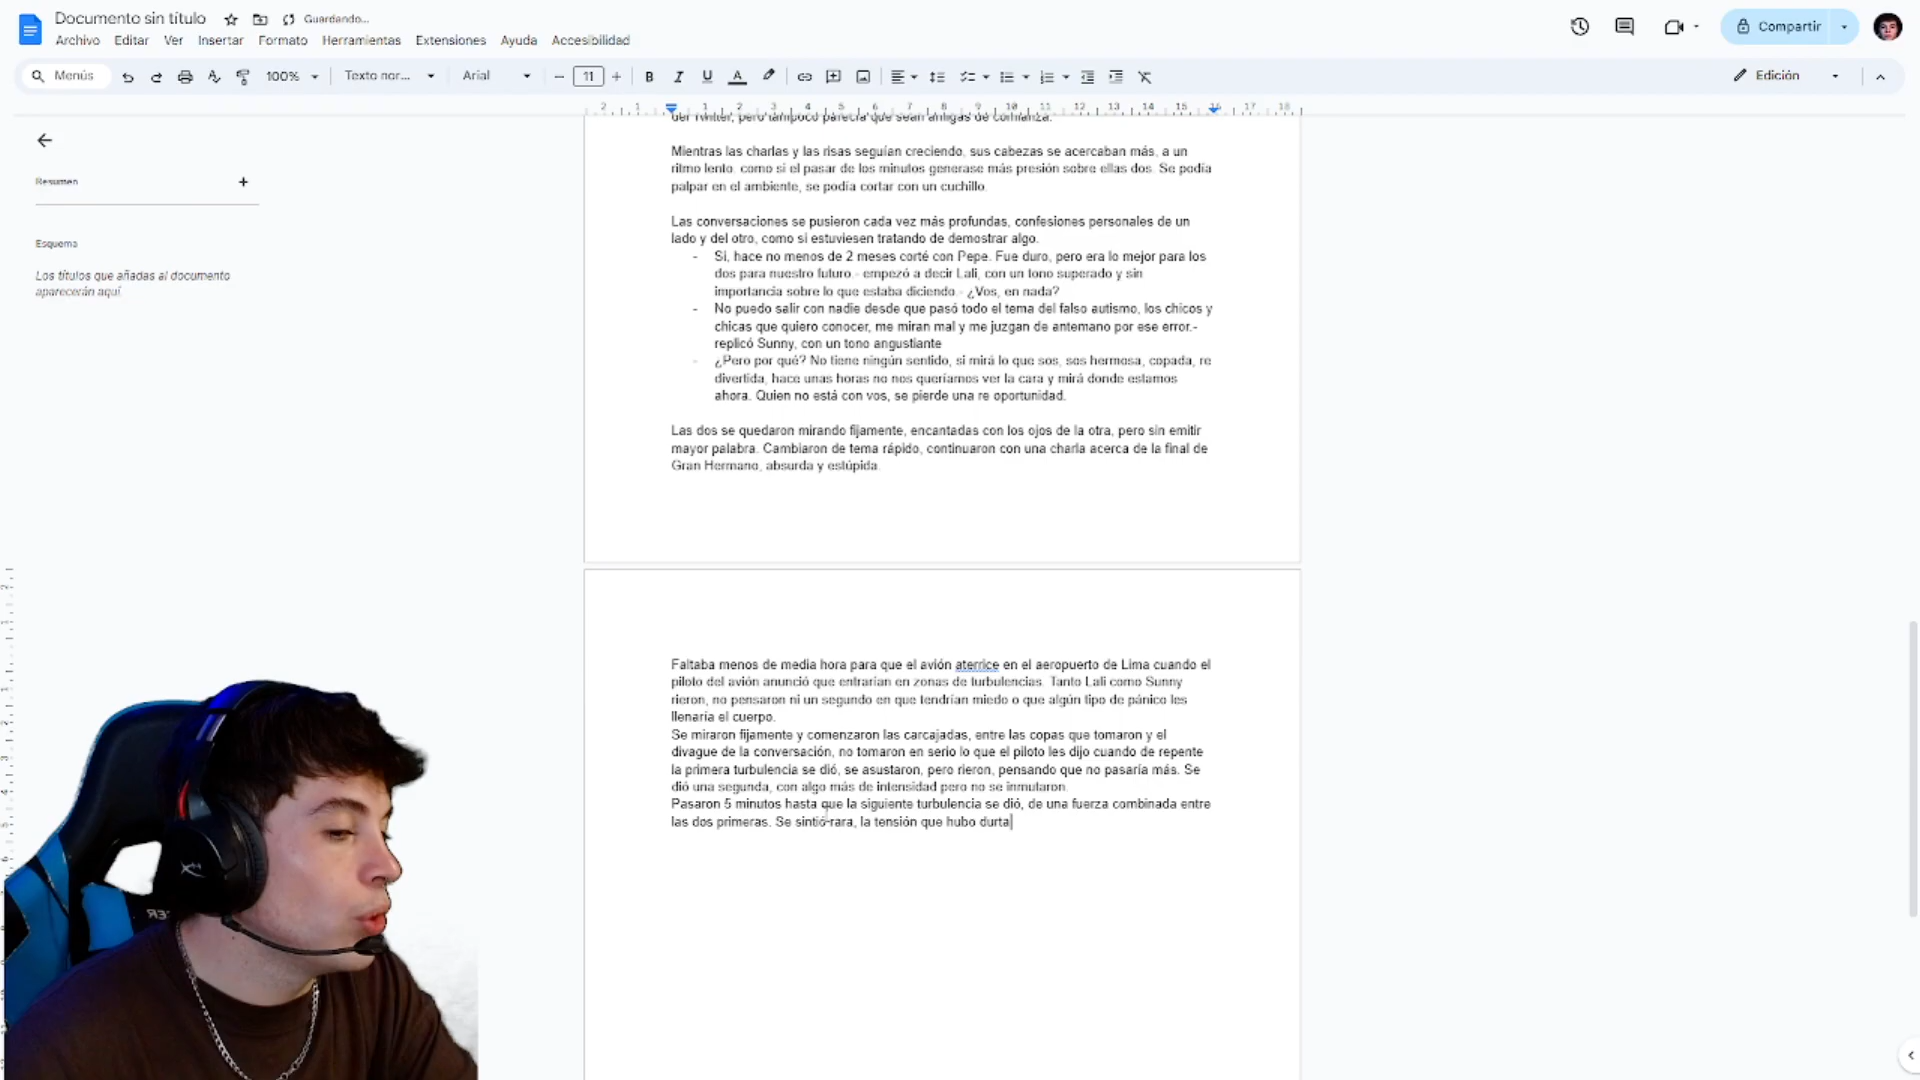 Documento sin título
Guardando...
Archivo Editar Ver Insertar Formato Herramientas Extensiones Ayuda Accesibilidad
Compartir
Menús 100% Texto nor... Arial 11 Edición
2 1 1 2 3 4 5 6 7 8 9 10 11 12 13 14 15 16 17 18
del Twitter, pero tampoco parecía que sean amigas de confianza.
Resumen
Esquema
Los títulos que añadas al documento
aparecerán aquí.
Mientras las charlas y las risas seguían creciendo, sus cabezas se acercaban más, a un
ritmo lento, como si el pasar de los minutos generase más presión sobre ellas dos. Se podía
palpar en el ambiente, se podía cortar con un cuchillo.
Las conversaciones se pusieron cada vez más profundas, confesiones personales de un
lado y del otro, como si estuviesen tratando de demostrar algo.
- Si, hace no menos de 2 meses corté con Pepe. Fue duro, pero era lo mejor para los
dos para nuestro futuro - empezó a decir Lali, con un tono superado y sin
importancia sobre lo que estaba diciendo.- ¿Vos, en nada?
- No puedo salir con nadie desde que pasó todo el tema del falso autismo, los chicos y
chicas que quiero conocer, me miran mal y me juzgan de antemano por ese error.-
replicó Sunny, con un tono angustiante
- ¿Pero por qué? No tiene ningún sentido, si mirá lo que sos, sos hermosa, copada, re
divertida, hace unas horas no nos queríamos ver la cara y mirá donde estamos
ahora. Quien no está con vos, se pierde una re oportunidad.
Las dos se quedaron mirando fijamente, encantadas con los ojos de la otra, pero sin emitir
mayor palabra. Cambiaron de tema rápido, continuaron con una charla acerca de la final de
Gran Hermano, absurda y estúpida.
Faltaba menos de media hora para que el avión aterrice en el aeropuerto de Lima cuando el
piloto del avión anunció que entrarían en zonas de turbulencias. Tanto Lali como Sunny
rieron, no pensaron ni un segundo en que tendrían miedo o que algún tipo de pánico les
llenaría el cuerpo.
Se miraron fijamente y comenzaron las carcajadas, entre las copas que tomaron y el
divague de la conversación, no tomaron en serio lo que el piloto les dijo cuando de repente
la primera turbulencia se dió, se asustaron, pero rieron, pensando que no pasaría más. Se
dió una segunda, con algo más de intensidad pero no se inmutaron.
Pasaron 5 minutos hasta que la siguiente turbulencia se dió, de una fuerza combinada entre
las dos primeras. Se sintió rara, la tensión que hubo durta